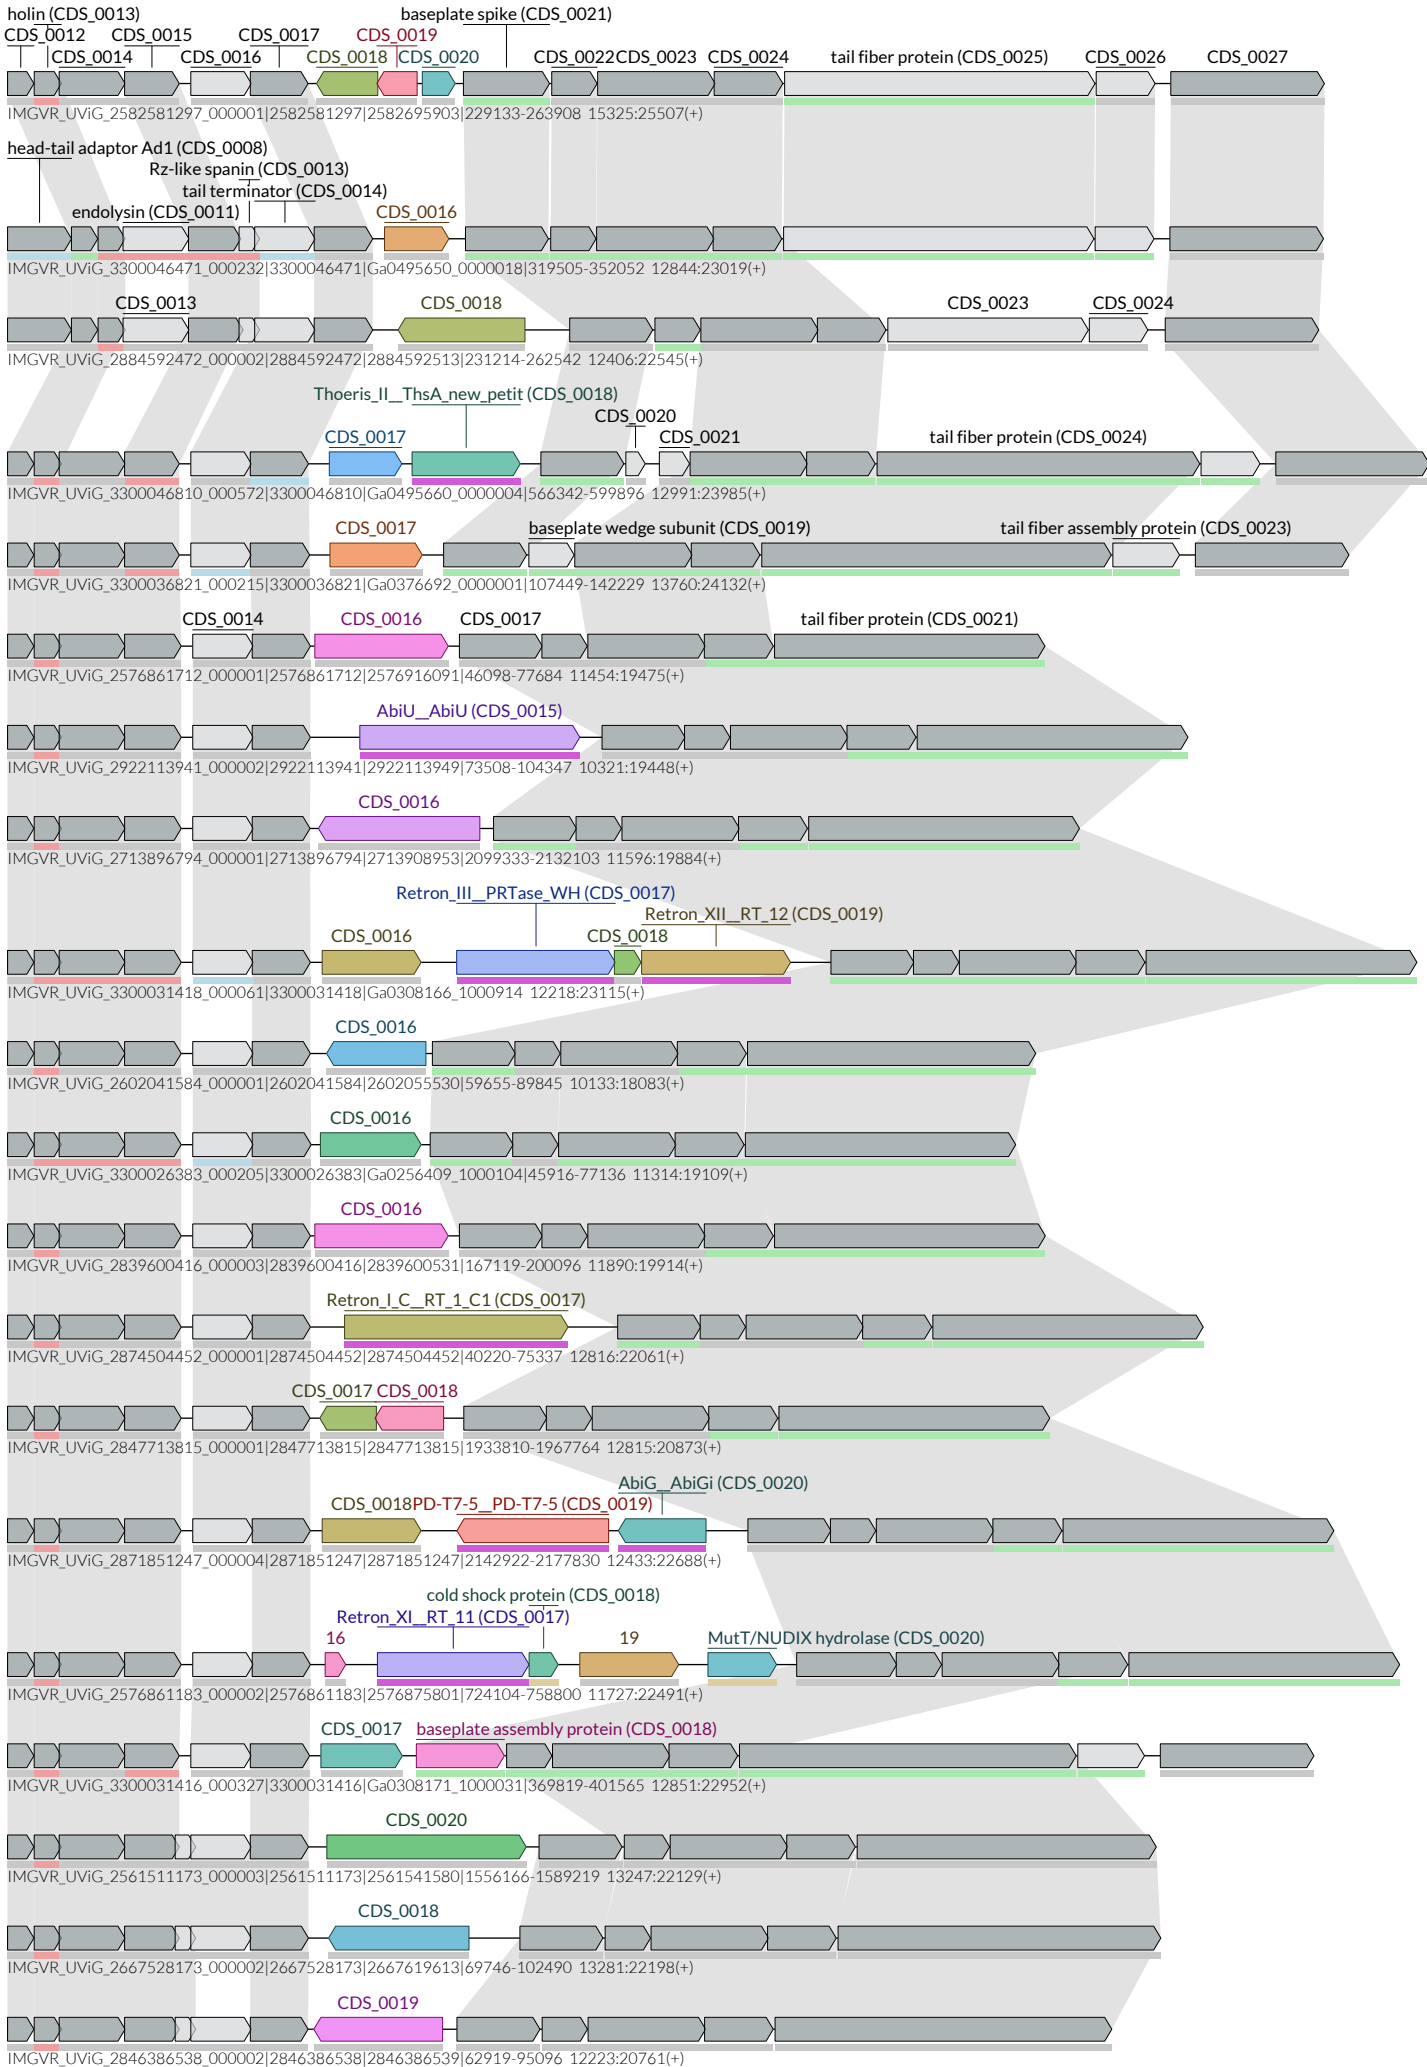 holin (CDS_0013) baseplate spike (CDS_0021)
CDS_0012 CDS_0015 CDS_0017 CDS_0019
CDS_0014 CDS_0016 CDS_0018 CDS_0020 CDS_0022 CDS_0023 CDS_0024 tail fiber protein (CDS_0025) CDS_0026 CDS_0027
IMGVR_UViG_2582581297_000001|2582581297|2582695903|229133-263908 15325:25507(+)
head-tail adaptor Ad1 (CDS_0008)
Rz-like spanin (CDS_0013)
tail terminator (CDS_0014)
endolysin (CDS_0011) CDS_0016
IMGVR_UViG_3300046471_000232|3300046471|Ga0495650_0000018|319505-352052 12844:23019(+)
CDS_0013 CDS_0018 CDS_0023 CDS_0024
IMGVR_UViG_2884592472_000002|2884592472|2884592513|231214-262542 12406:22545(+)
Thoeris_II__ThsA_new_petit (CDS_0018)
CDS_0020
CDS_0017 CDS_0021 tail fiber protein (CDS_0024)
IMGVR_UViG_3300046810_000572|3300046810|Ga0495660_0000004|566342-599896 12991:23985(+)
CDS_0017 baseplate wedge subunit (CDS_0019) tail fiber assembly protein (CDS_0023)
IMGVR_UViG_3300036821_000215|3300036821|Ga0376692_0000001|107449-142229 13760:24132(+)
CDS_0014 CDS_0016 CDS_0017 tail fiber protein (CDS_0021)
IMGVR_UViG_2576861712_000001|2576861712|2576916091|46098-77684 11454:19475(+)
AbiU__AbiU (CDS_0015)
IMGVR_UViG_2922113941_000002|2922113941|2922113949|73508-104347 10321:19448(+)
CDS_0016
IMGVR_UViG_2713896794_000001|2713896794|2713908953|2099333-2132103 11596:19884(+)
Retron_III__PRTase_WH (CDS_0017)
Retron_XII__RT_12 (CDS_0019)
CDS_0016 CDS_0018
IMGVR_UViG_3300031418_000061|3300031418|Ga0308166_1000914 12218:23115(+)
CDS_0016
IMGVR_UViG_2602041584_000001|2602041584|2602055530|59655-89845 10133:18083(+)
CDS_0016
IMGVR_UViG_3300026383_000205|3300026383|Ga0256409_1000104|45916-77136 11314:19109(+)
CDS_0016
IMGVR_UViG_2839600416_000003|2839600416|2839600531|167119-200096 11890:19914(+)
Retron_I_C__RT_1_C1 (CDS_0017)
IMGVR_UViG_2874504452_000001|2874504452|2874504452|40220-75337 12816:22061(+)
CDS_0017 CDS_0018
IMGVR_UViG_2847713815_000001|2847713815|2847713815|1933810-1967764 12815:20873(+)
AbiG__AbiGi (CDS_0020)
CDS_0018 PD-T7-5__PD-T7-5 (CDS_0019)
IMGVR_UViG_2871851247_000004|2871851247|2871851247|2142922-2177830 12433:22688(+)
cold shock protein (CDS_0018)
Retron_XI__RT_11 (CDS_0017)
16 19 MutT/NUDIX hydrolase (CDS_0020)
IMGVR_UViG_2576861183_000002|2576861183|2576875801|724104-758800 11727:22491(+)
CDS_0017 baseplate assembly protein (CDS_0018)
IMGVR_UViG_3300031416_000327|3300031416|Ga0308171_1000031|369819-401565 12851:22952(+)
CDS_0020
IMGVR_UViG_2561511173_000003|2561511173|2561541580|1556166-1589219 13247:22129(+)
CDS_0018
IMGVR_UViG_2667528173_000002|2667528173|2667619613|69746-102490 13281:22198(+)
CDS_0019
IMGVR_UViG_2846386538_000002|2846386538|2846386539|62919-95096 12223:20761(+)